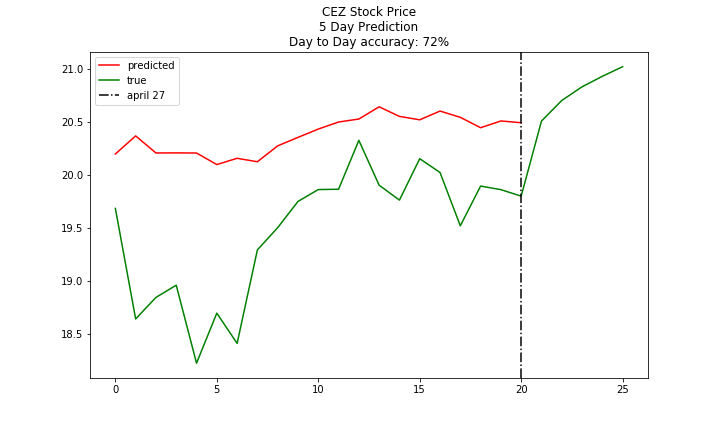 CEZ Stock Price
5 Day Prediction
Day to Day accuracy: 72%
predicted
true
april 27
21.0
20.5
20.0
19.5
19.0
18.5
0 5 10 15 20 25